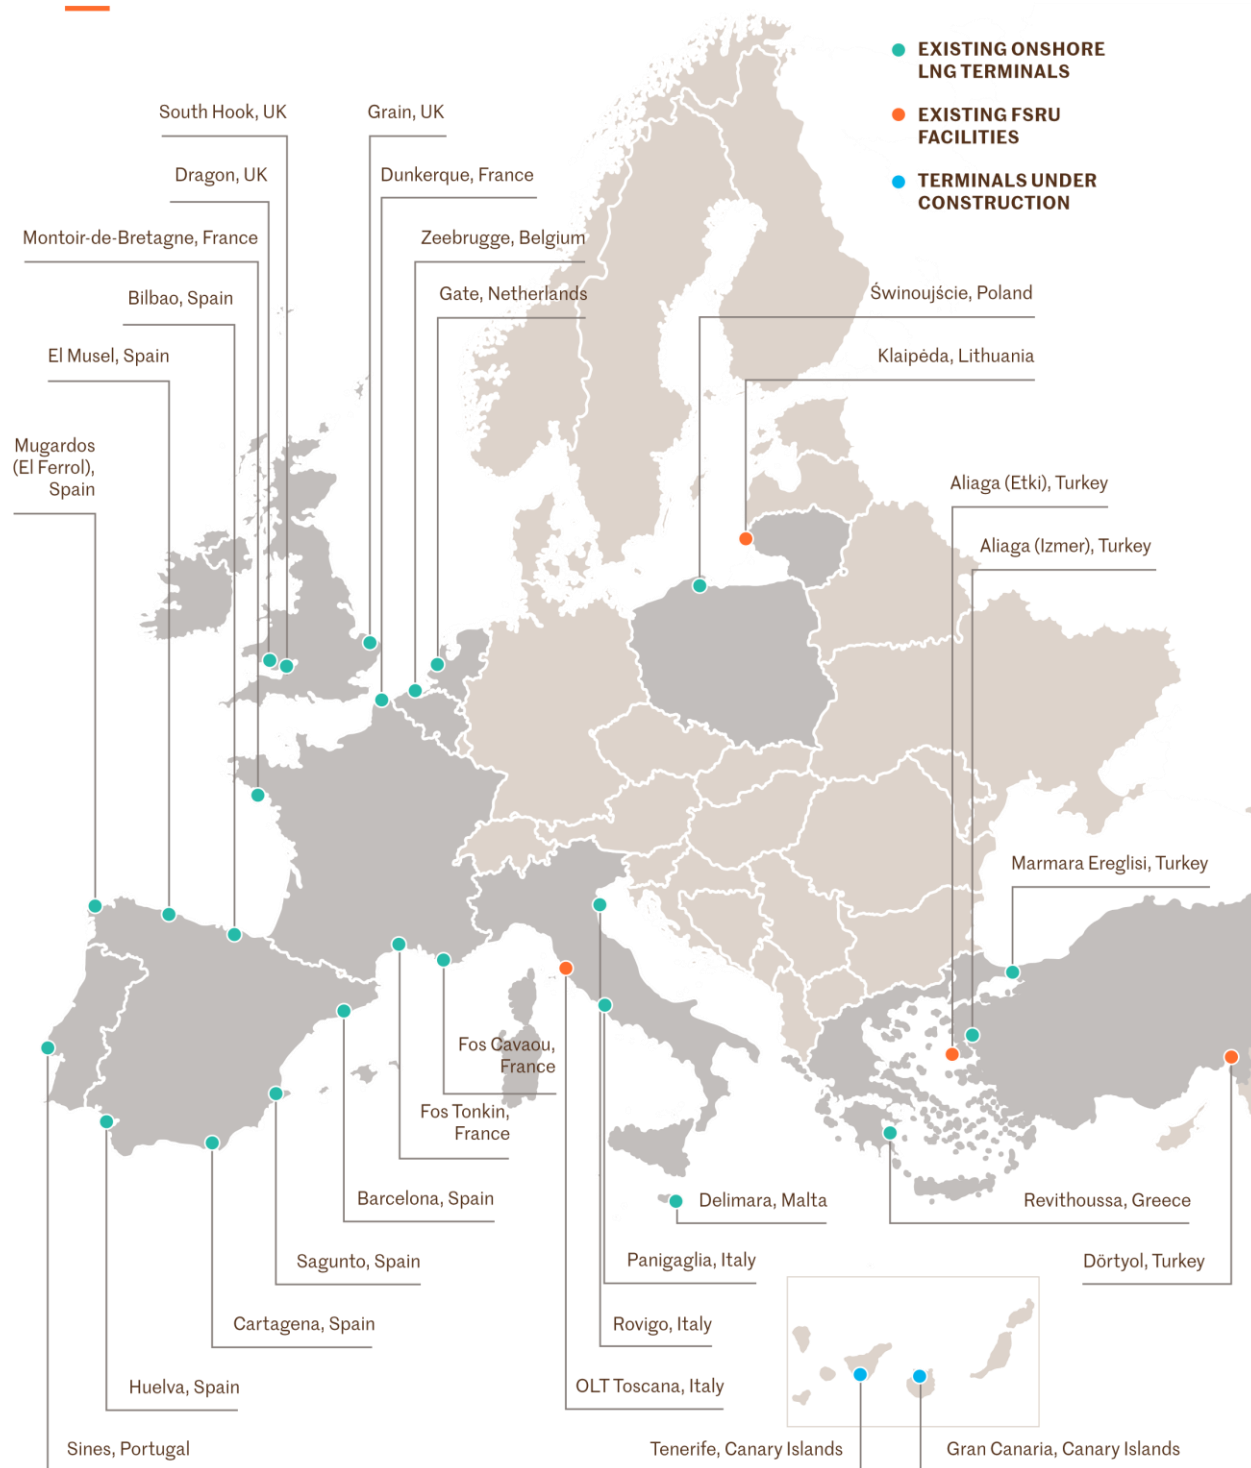 EXISTING ONSHORE
LNG TERMINALS
EXISTING FSRU
FACILITIES
TERMINALS UNDER
CONSTRUCTION
South Hook, UK
Grain, UK
Dragon, UK
Dunkerque, France
Montoir-de-Bretagne, France
Zeebrugge, Belgium
Bilbao, Spain
Gate, Netherlands
Świnoujście, Poland
El Musel, Spain
Klaipėda, Lithuania
Mugardos
(El Ferrol),
Spain
Aliaga (Etki), Turkey
Aliaga (Izmer), Turkey
Marmara Ereglisi, Turkey
Fos Cavaou,
France
Fos Tonkin,
France
Barcelona, Spain
Delimara, Malta
Revithoussa, Greece
Sagunto, Spain
Panigaglia, Italy
Dörtyol, Turkey
Cartagena, Spain
Rovigo, Italy
Huelva, Spain
OLT Toscana, Italy
Sines, Portugal
Tenerife, Canary Islands
Gran Canaria, Canary Islands